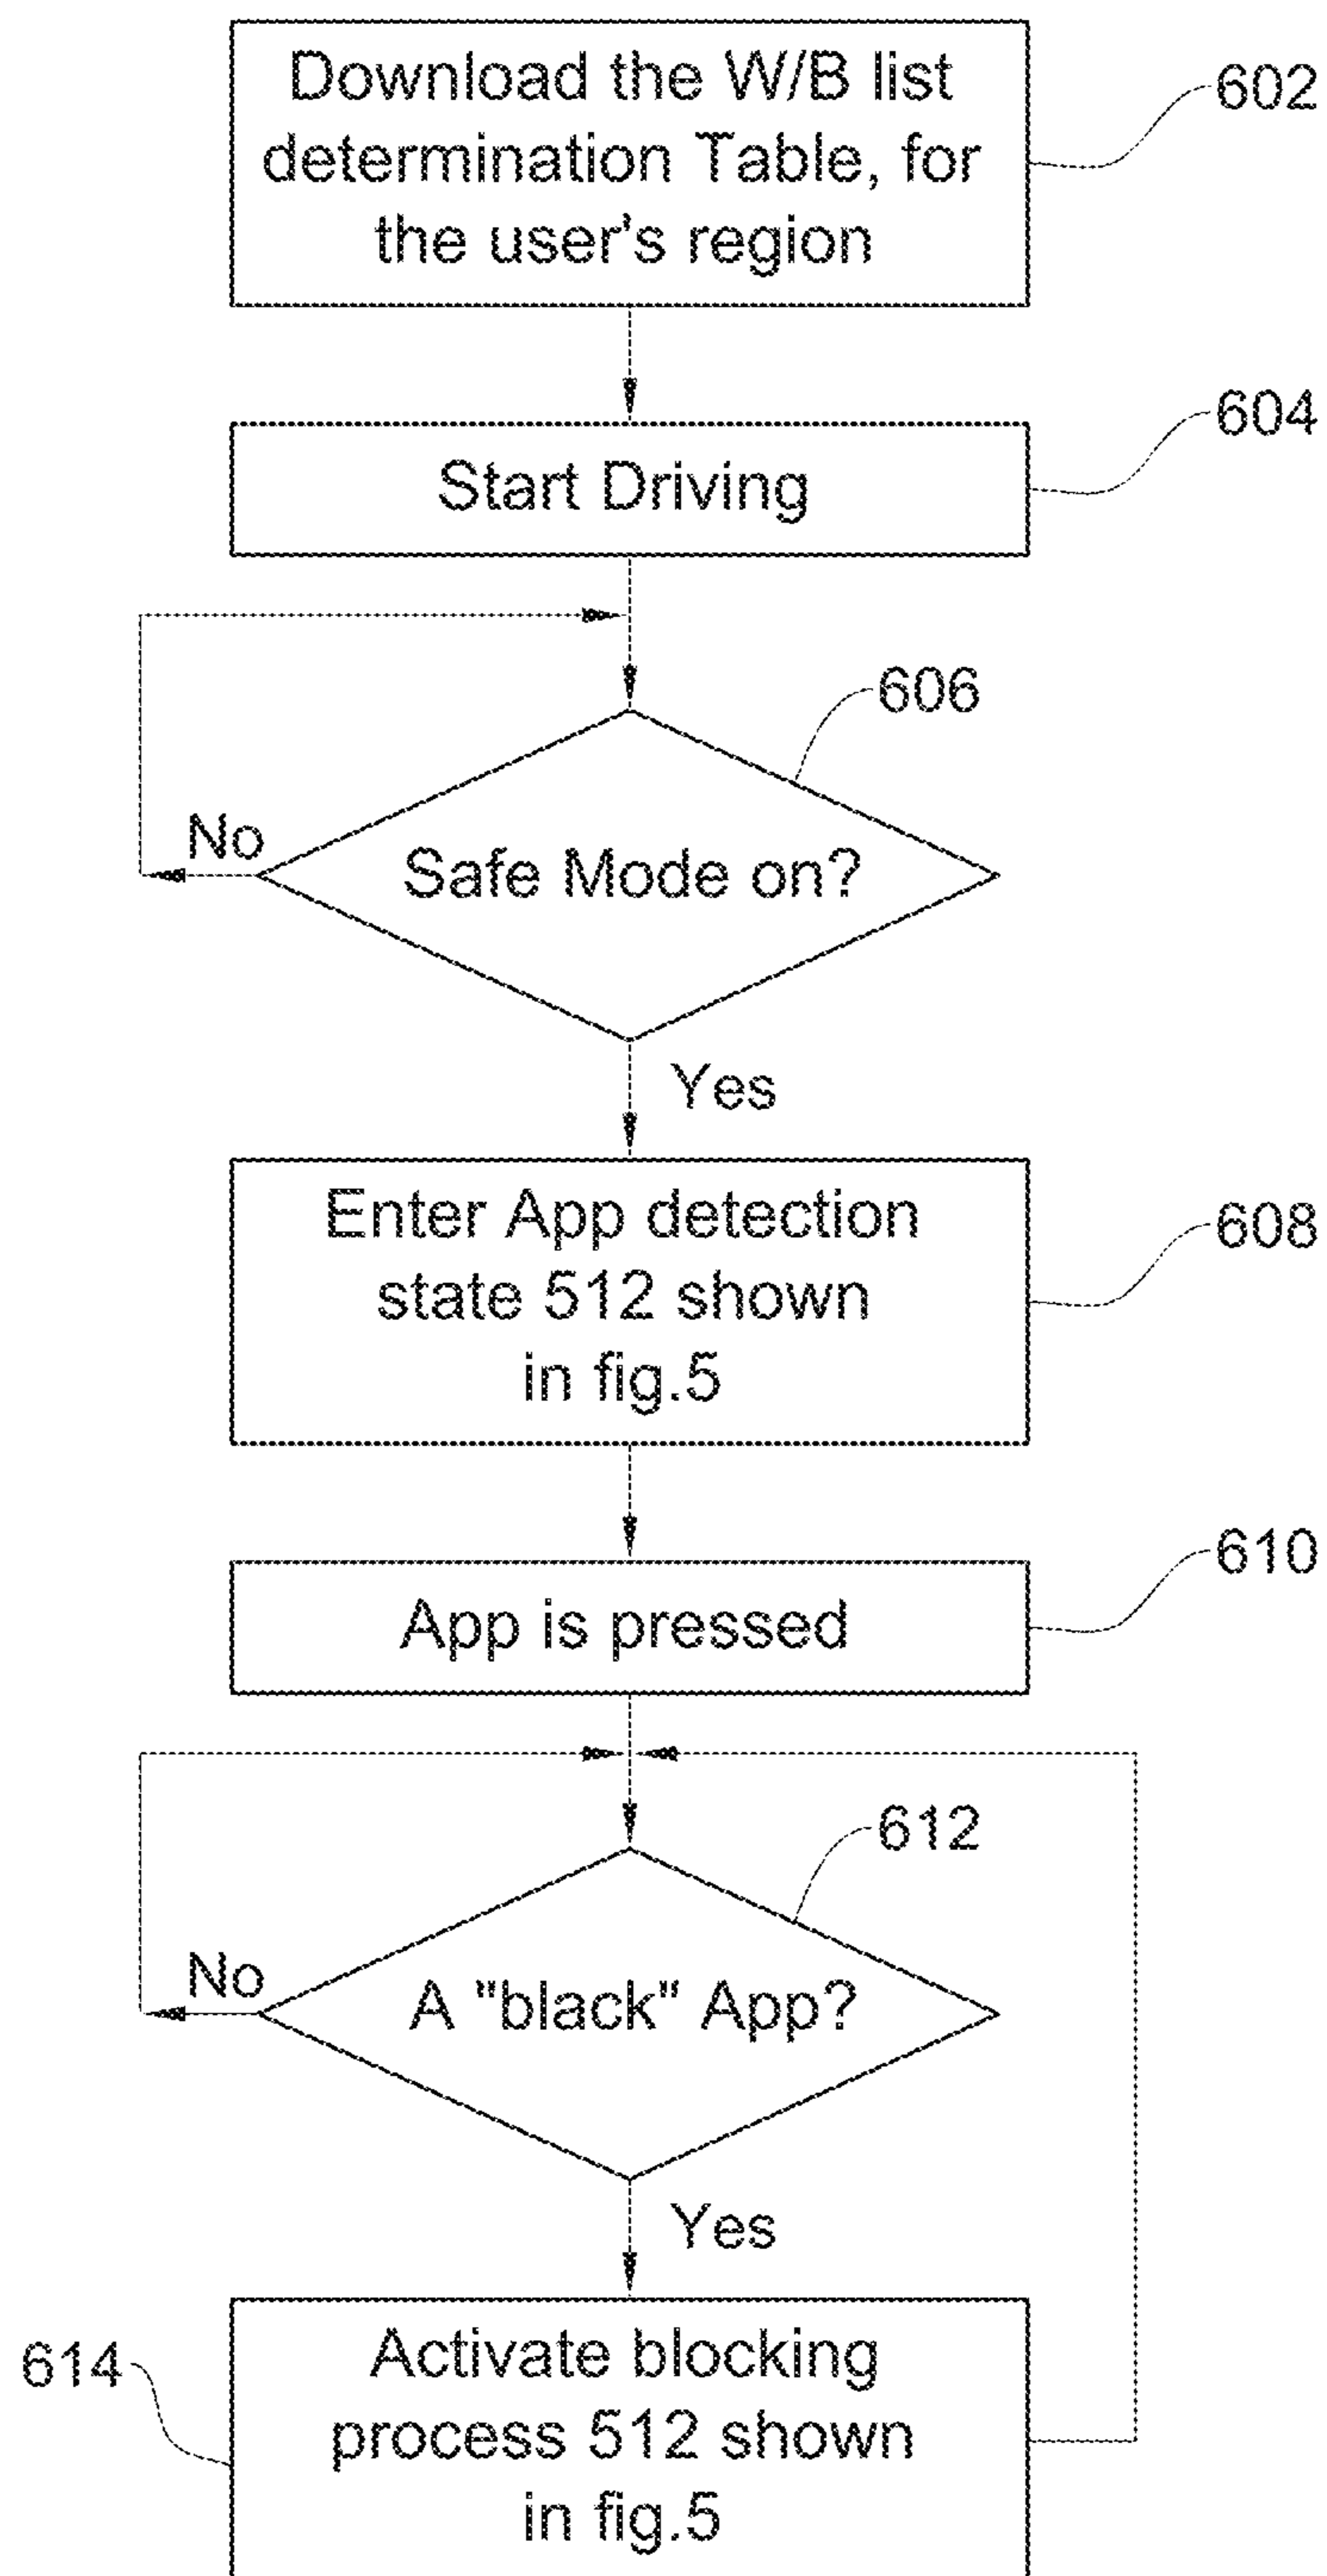 Download the W/B list
determination Table, for
the user's region
602
604
Start Driving
606
No
Safe Mode on?
Yes
Enter App detection
state 512 shown
in fig.5
608
610
App is pressed
612
No
A "black" App?
Yes
614
Activate blocking
process 512 shown
in fig.5